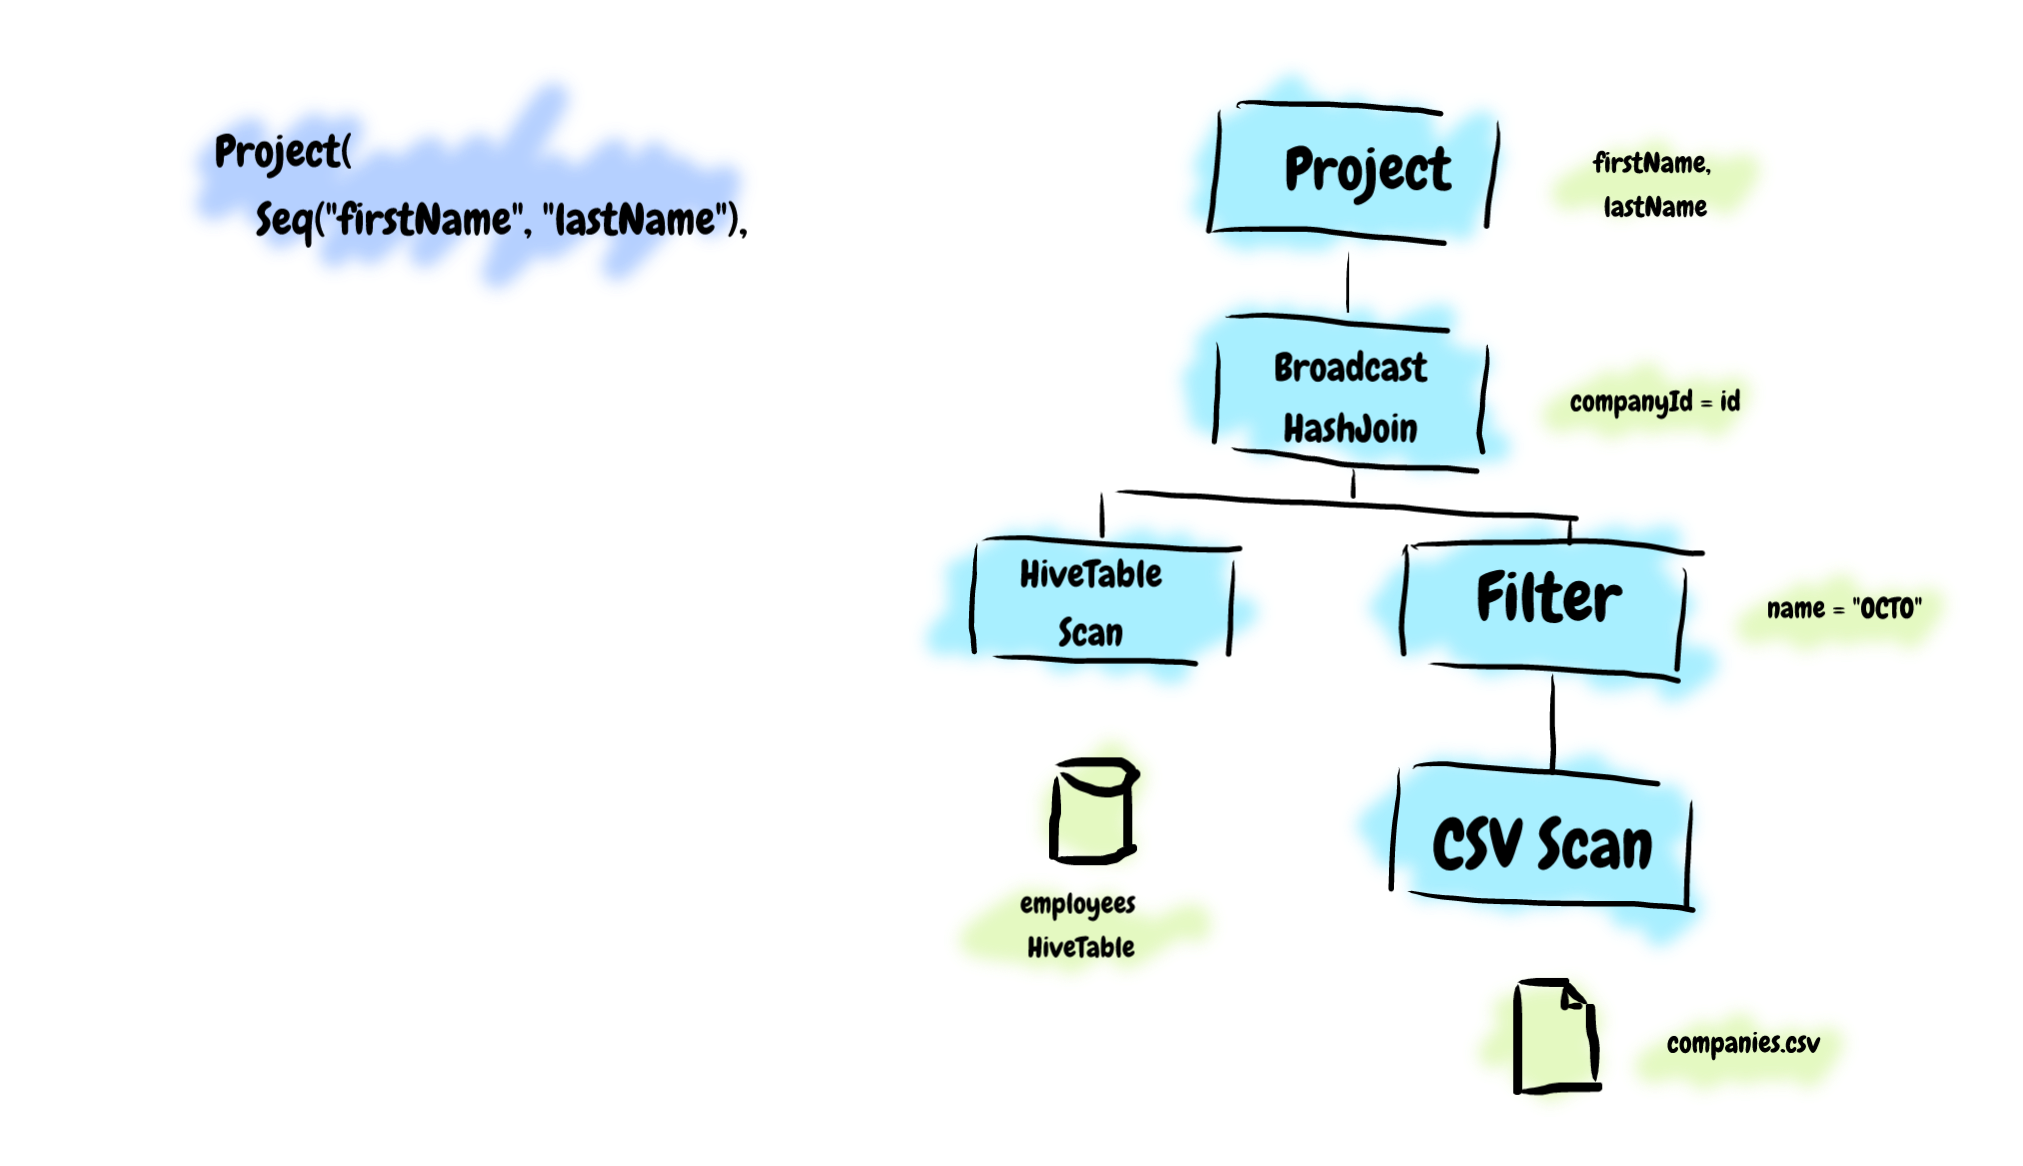 Project(
Seq("firstName", "lastName"),
Project
firstName,
lastName
Broadcast
HashJoin
companyId = id
HiveTable
Scan
Filter
name = "OCTO"
employees
HiveTable
CSV Scan
companies.csv